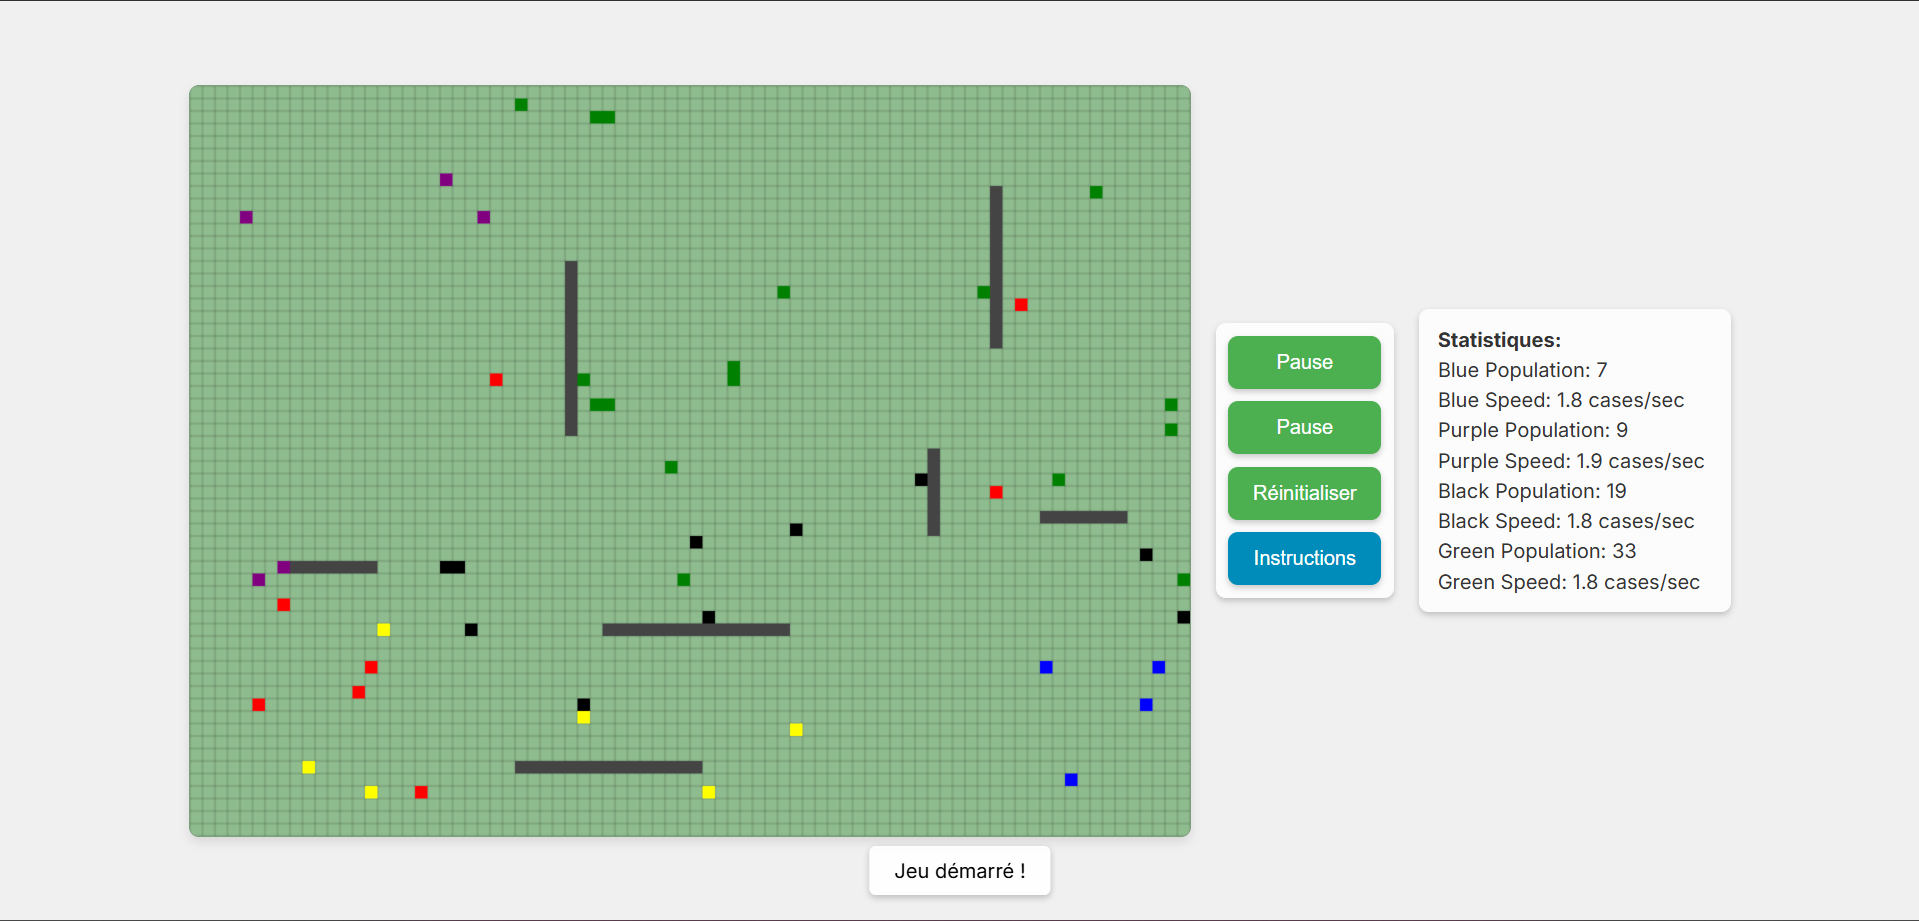 Pause
Pause
Réinitialiser
Instructions
Statistiques:
Blue Population: 7
Blue Speed: 1.8 cases/sec
Purple Population: 9
Purple Speed: 1.9 cases/sec
Black Population: 19
Black Speed: 1.8 cases/sec
Green Population: 33
Green Speed: 1.8 cases/sec
Jeu démarré !